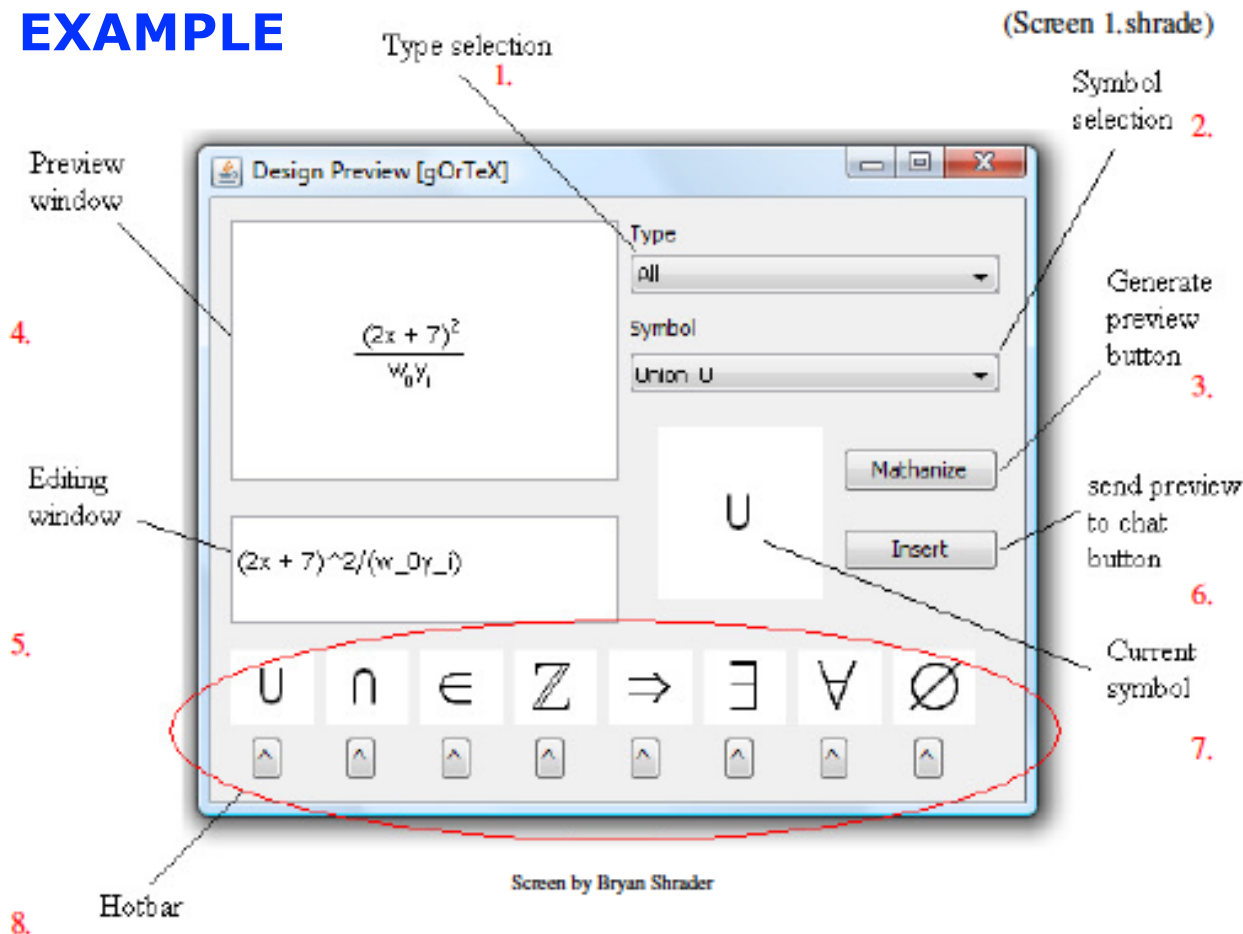 EXAMPLE
(Screen 1.shrade)
Type selection
1.
Symbol
selection 2.
Preview
window
4.
Design Preview [gOrTeX]
Type
All
Symbol
Union U
(2x + 7)²
w₀yᵢ
Generate
preview
button
3.
Mathanize
Editing
window
5.
(2x + 7)^2/(w_0y_i)
U
Insert
send preview
to chat
button
6.
Current
symbol
7.
∪ ∩ ∈ ℤ ⇒ ∃ ∀ ∅
^ ^ ^ ^ ^ ^ ^ ^
Hotbar
8.
Screen by Bryan Shrader